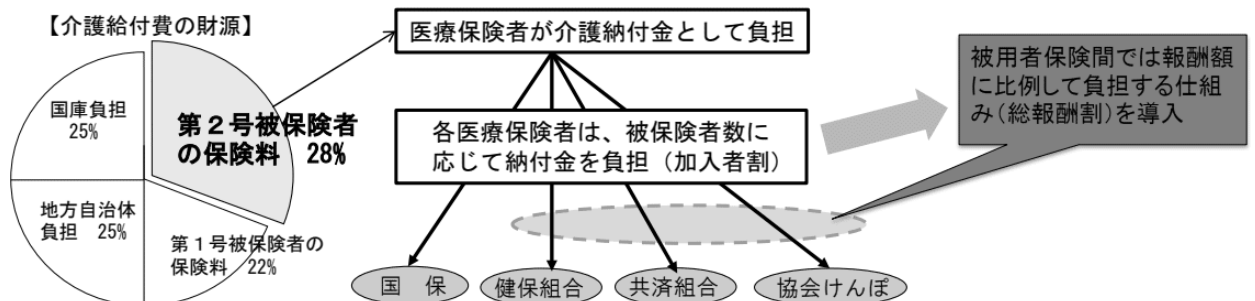 【介護給付費の財源】
国庫負担
25%
第２号被保険者
の保険料　28%
地方自治体
負担　25%
第１号被保険者の
保険料　22%
医療保険者が介護納付金として負担
各医療保険者は、被保険者数に
応じて納付金を負担（加入者割）
被用者保険間では報酬額
に比例して負担する仕組
み（総報酬割）を導入
国　保
健保組合
共済組合
協会けんぽ